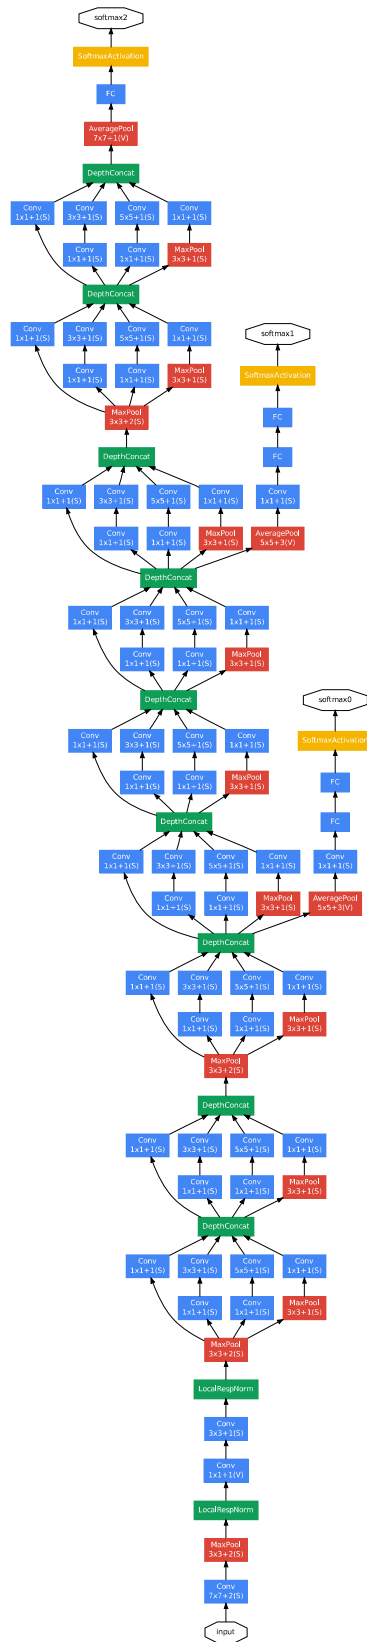 softmax2
SoftmaxActivation
FC
AveragePool
7x7+1(V)
DepthConcat
Conv Conv Conv Conv
1x1+1(S) 3x3+1(S) 5x5+1(S) 1x1+1(S)
Conv Conv MaxPool
1x1+1(S) 1x1+1(S) 3x3+1(S)
DepthConcat
Conv Conv Conv Conv
1x1+1(S) 3x3+1(S) 5x5+1(S) 1x1+1(S)
softmax1
Conv Conv MaxPool
1x1+1(S) 1x1+1(S) 3x3+1(S)
SoftmaxActivation
MaxPool
3x3+2(S)
FC
DepthConcat
FC
Conv Conv Conv Conv Conv
1x1+1(S) 3x3+1(S) 5x5+1(S) 1x1+1(S) 1x1+1(S)
Conv Conv MaxPool AveragePool
1x1+1(S) 1x1+1(S) 3x3+1(S) 5x5+3(V)
DepthConcat
Conv Conv Conv Conv
1x1+1(S) 3x3+1(S) 5x5+1(S) 1x1+1(S)
Conv Conv MaxPool
1x1+1(S) 1x1+1(S) 3x3+1(S)
DepthConcat
softmax0
Conv Conv Conv Conv
1x1+1(S) 3x3+1(S) 5x5+1(S) 1x1+1(S)
SoftmaxActivation
Conv Conv MaxPool
1x1+1(S) 1x1+1(S) 3x3+1(S)
FC
DepthConcat
FC
Conv Conv Conv Conv Conv
1x1+1(S) 3x3+1(S) 5x5+1(S) 1x1+1(S) 1x1+1(S)
Conv Conv MaxPool AveragePool
1x1+1(S) 1x1+1(S) 3x3+1(S) 5x5+3(V)
DepthConcat
Conv Conv Conv Conv
1x1+1(S) 3x3+1(S) 5x5+1(S) 1x1+1(S)
Conv Conv MaxPool
1x1+1(S) 1x1+1(S) 3x3+1(S)
MaxPool
3x3+2(S)
DepthConcat
Conv Conv Conv Conv
1x1+1(S) 3x3+1(S) 5x5+1(S) 1x1+1(S)
Conv Conv MaxPool
1x1+1(S) 1x1+1(S) 3x3+1(S)
DepthConcat
Conv Conv Conv Conv
1x1+1(S) 3x3+1(S) 5x5+1(S) 1x1+1(S)
Conv Conv MaxPool
1x1+1(S) 1x1+1(S) 3x3+1(S)
MaxPool
3x3+2(S)
LocalRespNorm
Conv
3x3+1(S)
Conv
1x1+1(V)
LocalRespNorm
MaxPool
3x3+2(S)
Conv
7x7+2(S)
input